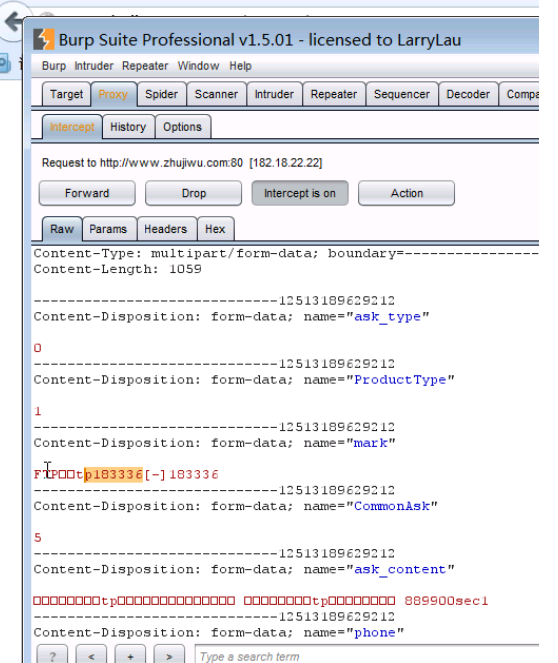 Burp Suite Professional v1.5.01 - licensed to LarryLau
Burp Intruder Repeater Window Help
Target Proxy Spider Scanner Intruder Repeater Sequencer Decoder Compa
Intercept History Options
Request to http://www.zhujiwu.com:80 [182.18.22.22]
Forward Drop Intercept is on Action
Raw Params Headers Hex
Content-Type: multipart/form-data; boundary=----------------
Content-Length: 1059
-----------------------------12513189629212
Content-Disposition: form-data; name="ask_type"
0
-----------------------------12513189629212
Content-Disposition: form-data; name="ProductType"
1
-----------------------------12513189629212
Content-Disposition: form-data; name="mark"
FTP□□tp183336[-]183336
-----------------------------12513189629212
Content-Disposition: form-data; name="CommonAsk"
5
-----------------------------12513189629212
Content-Disposition: form-data; name="ask_content"
□□□□□□□□tp□□□□□□□□□□□□□□ □□□□□□□□tp□□□□□□□□ 889900sec1
-----------------------------12513189629212
Content-Disposition: form-data; name="phone"
? < + > Type a search term